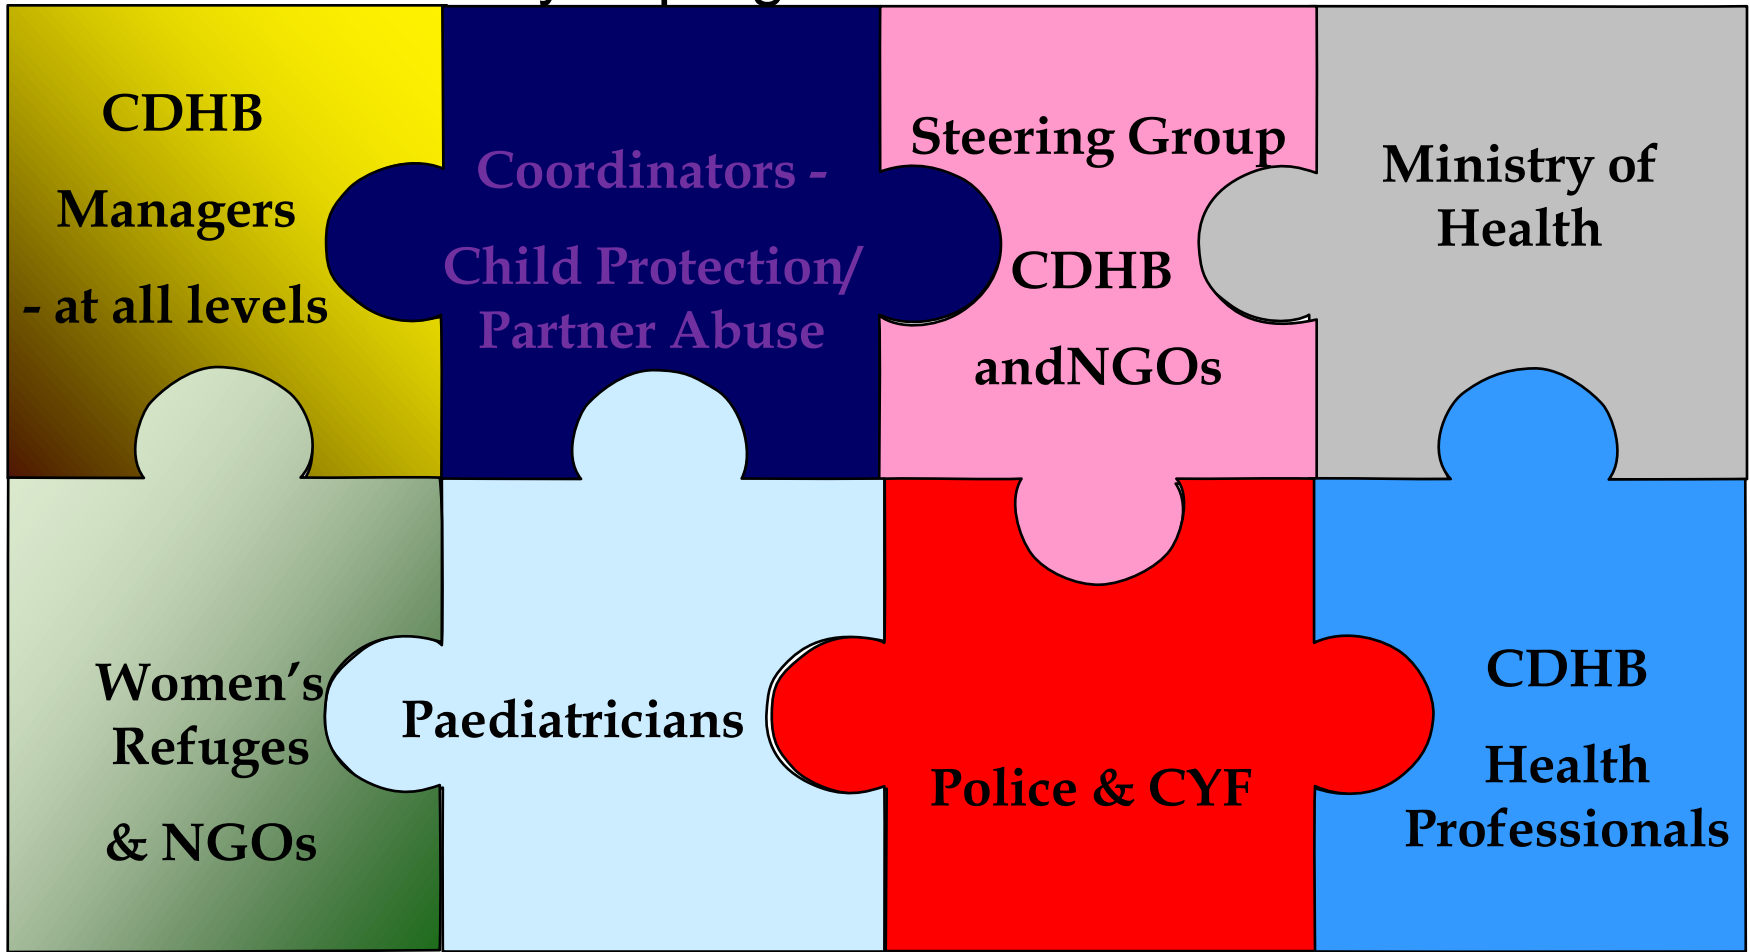 CDHB
Managers
- at all levels
Coordinators -
Child Protection/
Partner Abuse
Steering Group
CDHB
andNGOs
Ministry of
Health
Women’s
Refuges
& NGOs
Paediatricians
Police & CYF
CDHB
Health
Professionals